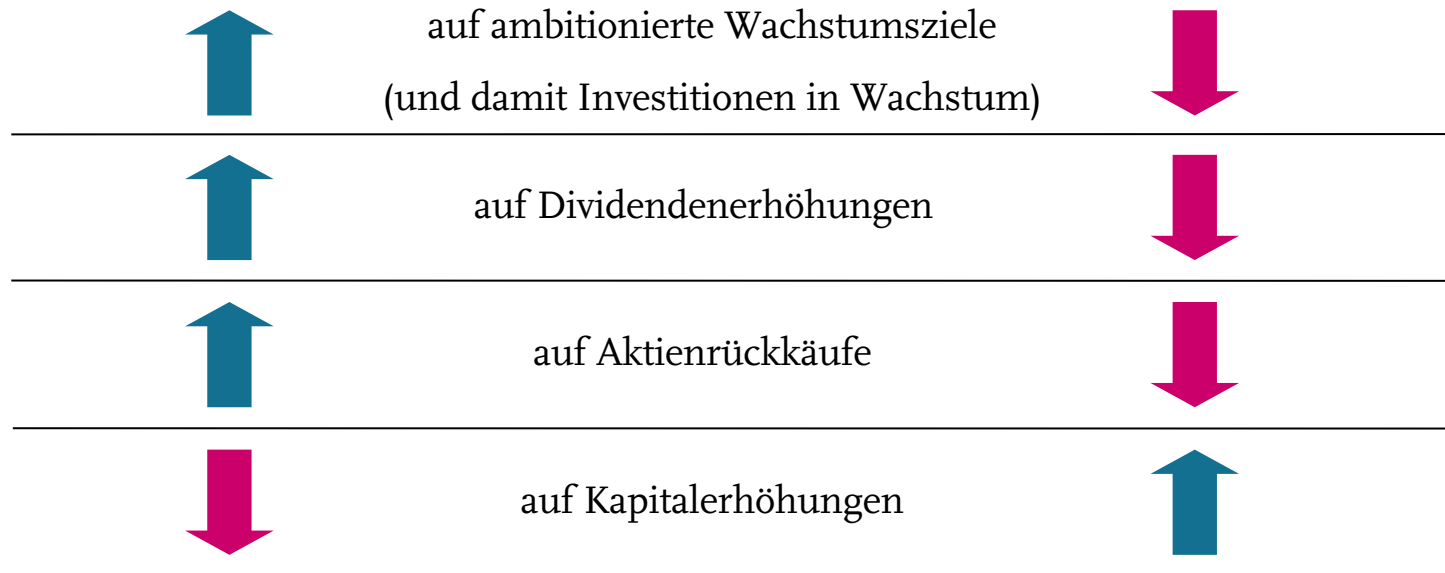 auf ambitionierte Wachstumsziele
(und damit Investitionen in Wachstum)
auf Dividendenerhöhungen
auf Aktienrückkäufe
auf Kapitalerhöhungen